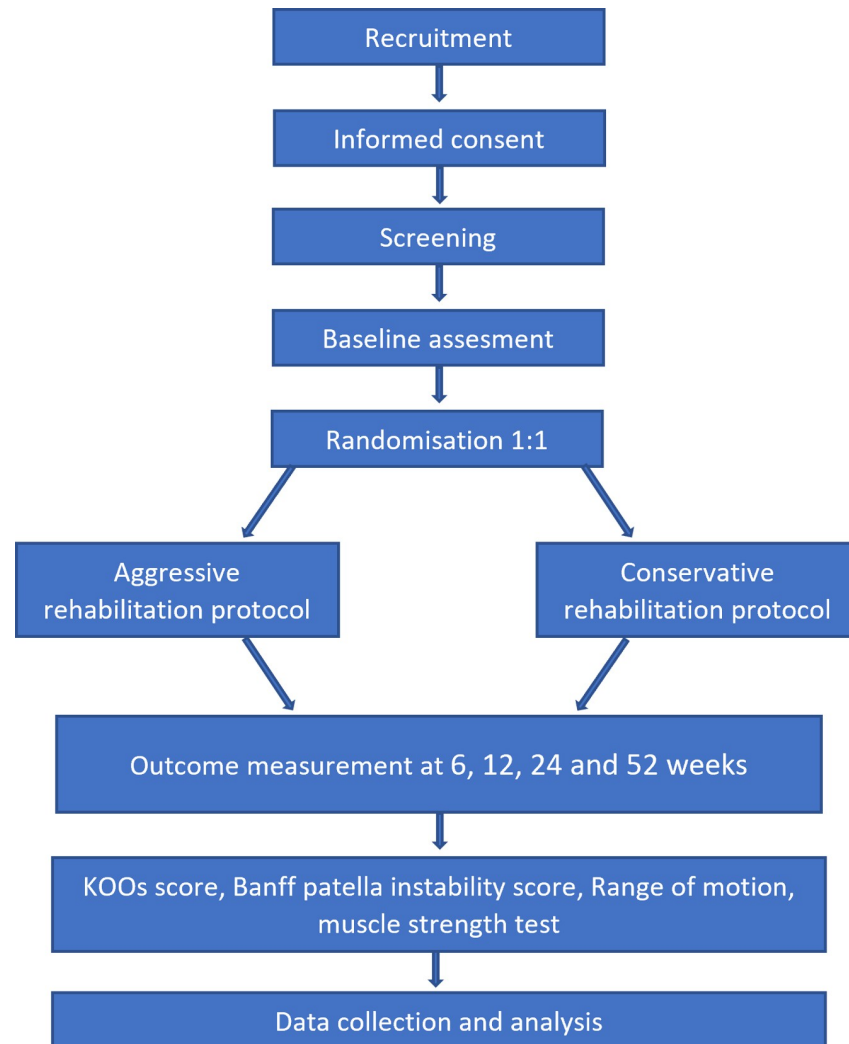 Recruitment
Informed consent
Screening
Baseline assesment
Randomisation 1:1
Aggressive
rehabilitation protocol
Conservative
rehabilitation protocol
Outcome measurement at 6, 12, 24 and 52 weeks
KOOs score, Banff patella instability score, Range of motion,
muscle strength test
Data collection and analysis